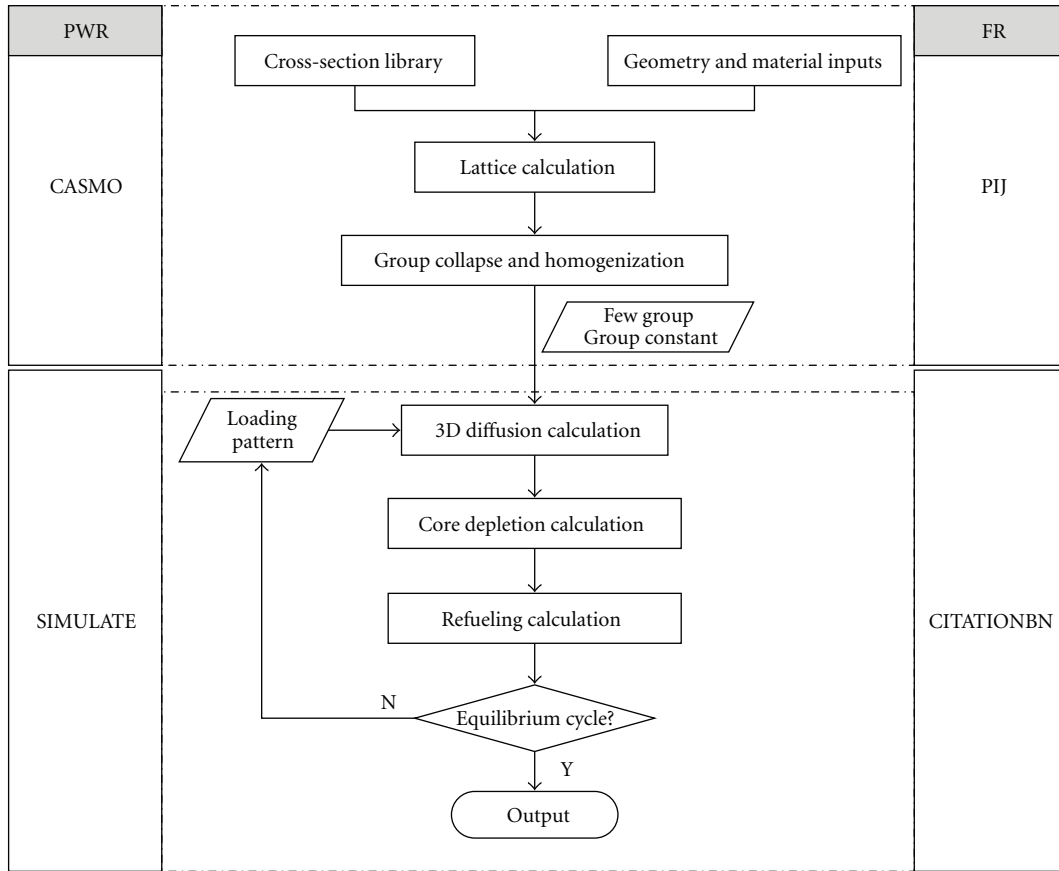 PWR
FR
Cross-section library
Geometry and material inputs
Lattice calculation
CASMO
PIJ
Group collapse and homogenization
Few group
Group constant
Loading
pattern
3D diffusion calculation
Core depletion calculation
SIMULATE
Refueling calculation
CITATIONBN
N
Equilibrium cycle?
Y
Output